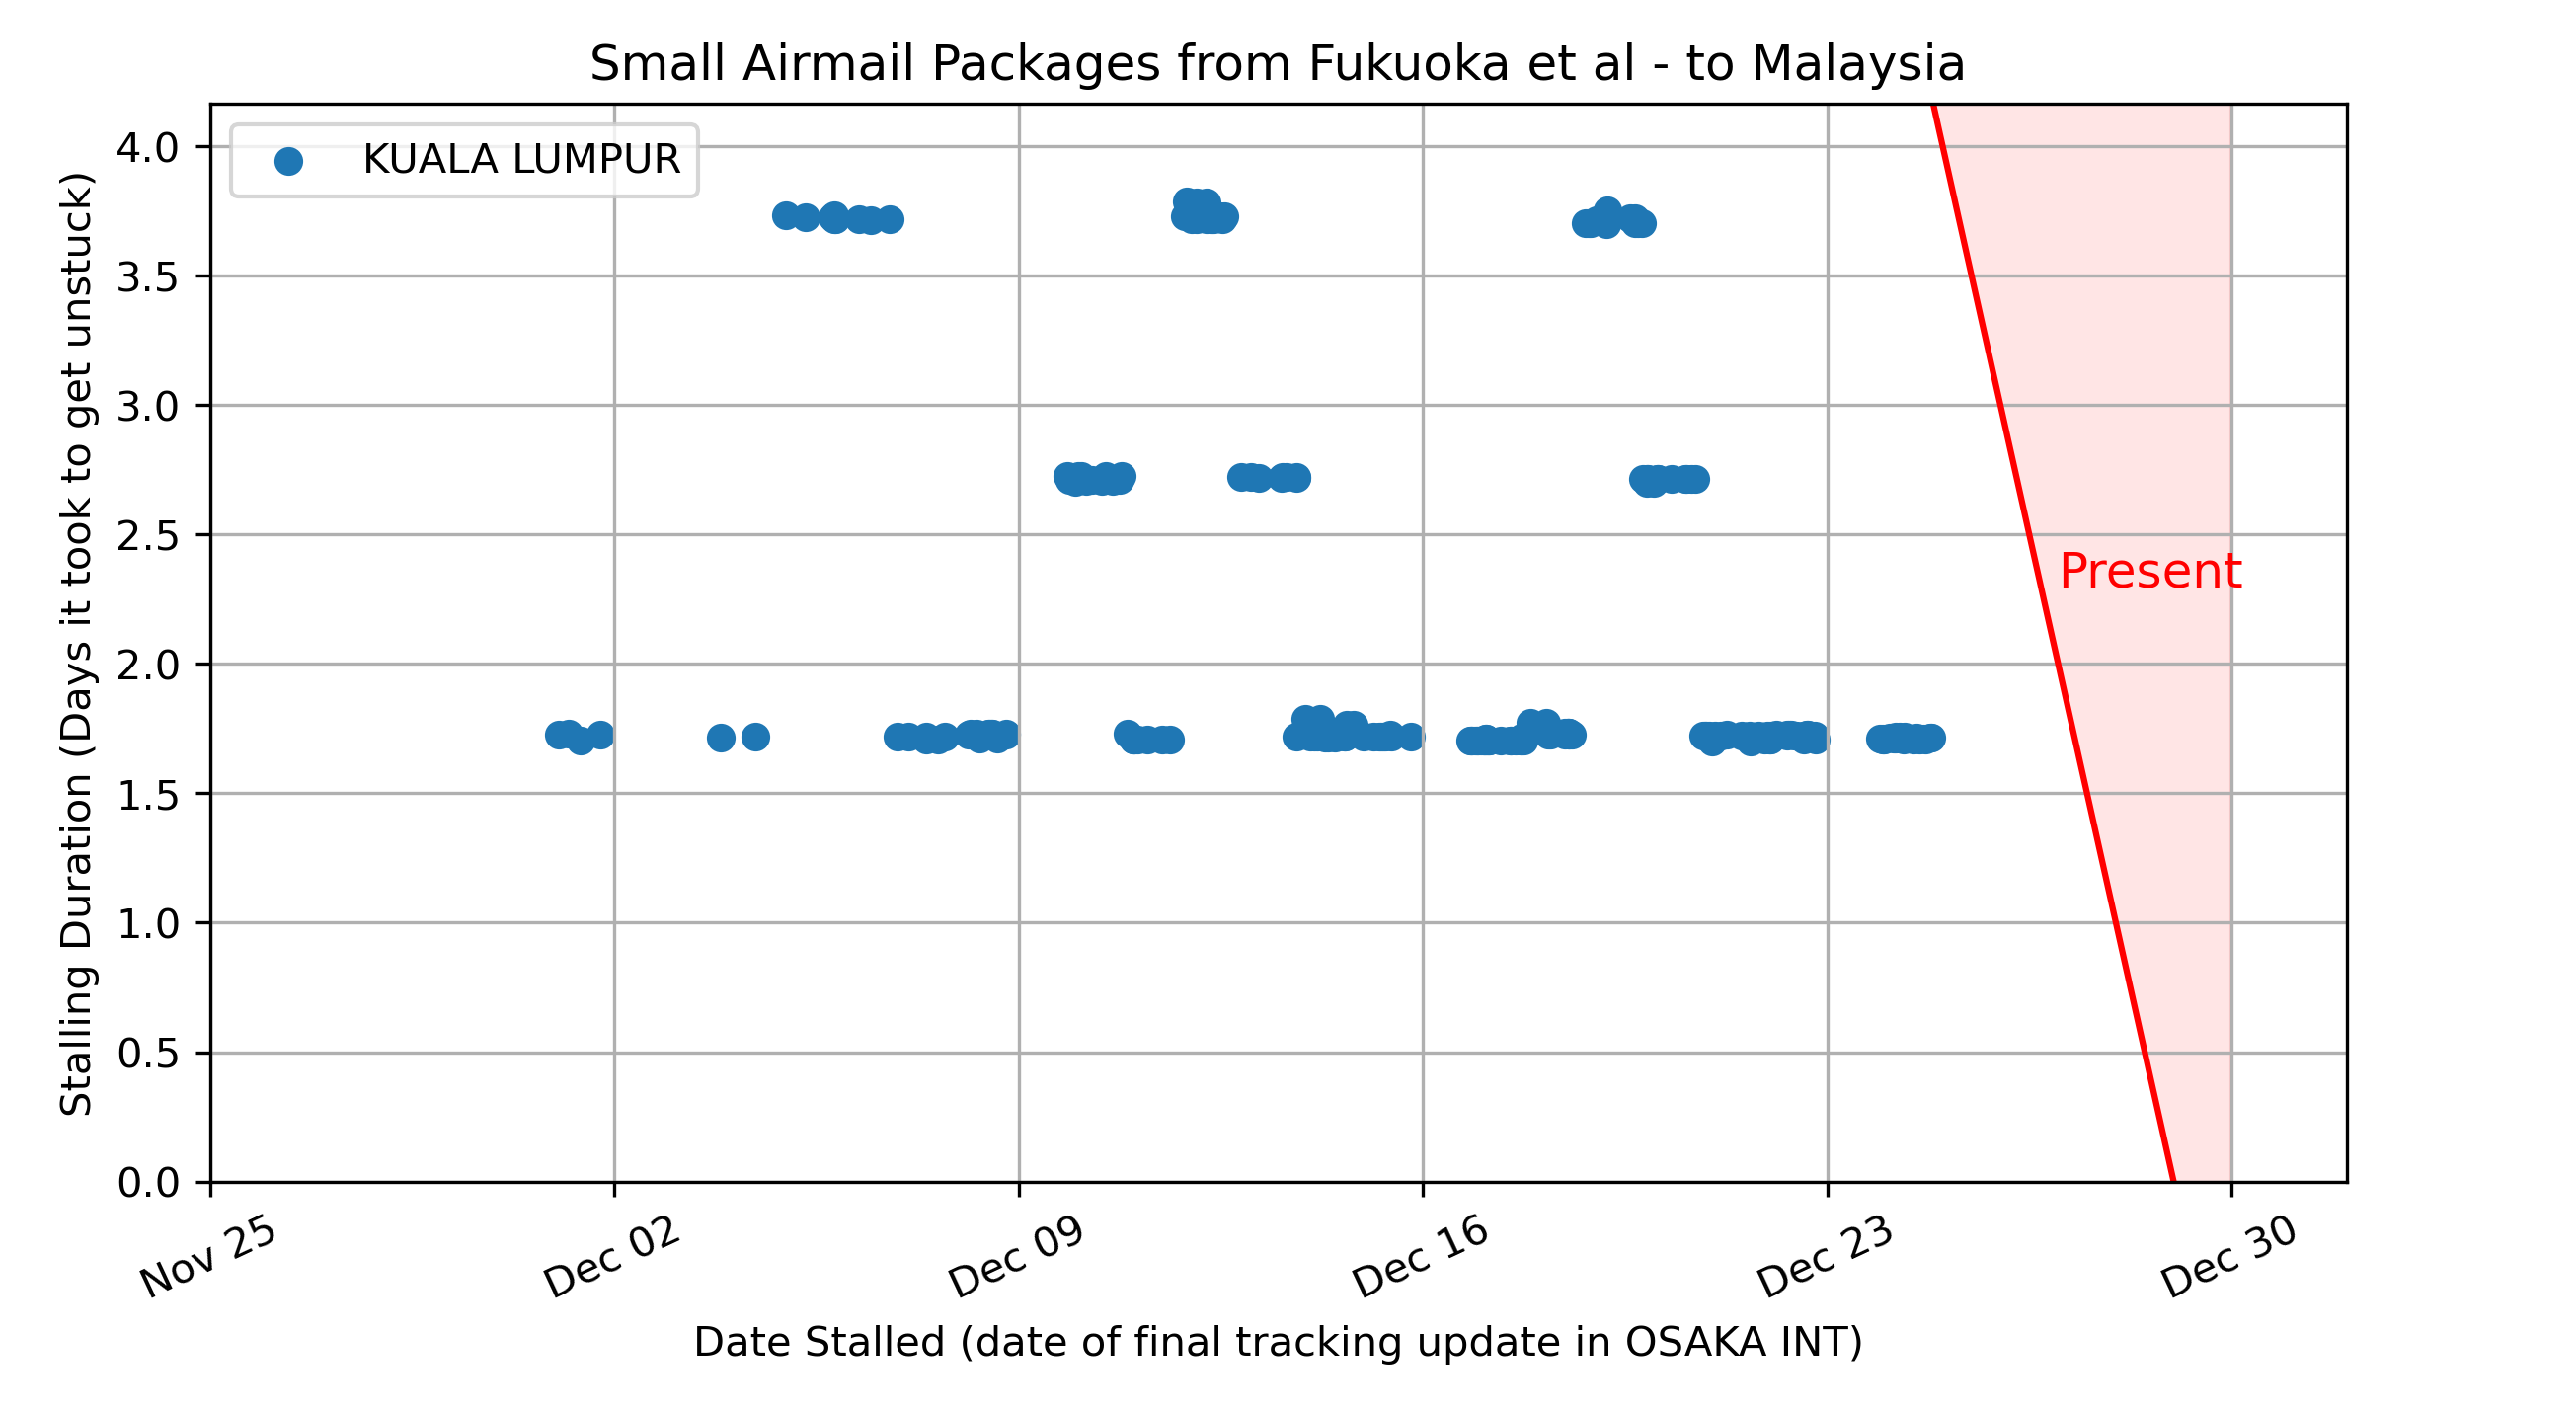 Small Airmail Packages from Fukuoka et al - to Malaysia
KUALA LUMPUR
Stalling Duration (Days it took to get unstuck)
4.0
3.5
3.0
2.5
2.0
1.5
1.0
0.5
0.0
Present
Nov 25
Dec 02
Dec 09
Dec 16
Dec 23
Dec 30
Date Stalled (date of final tracking update in OSAKA INT)